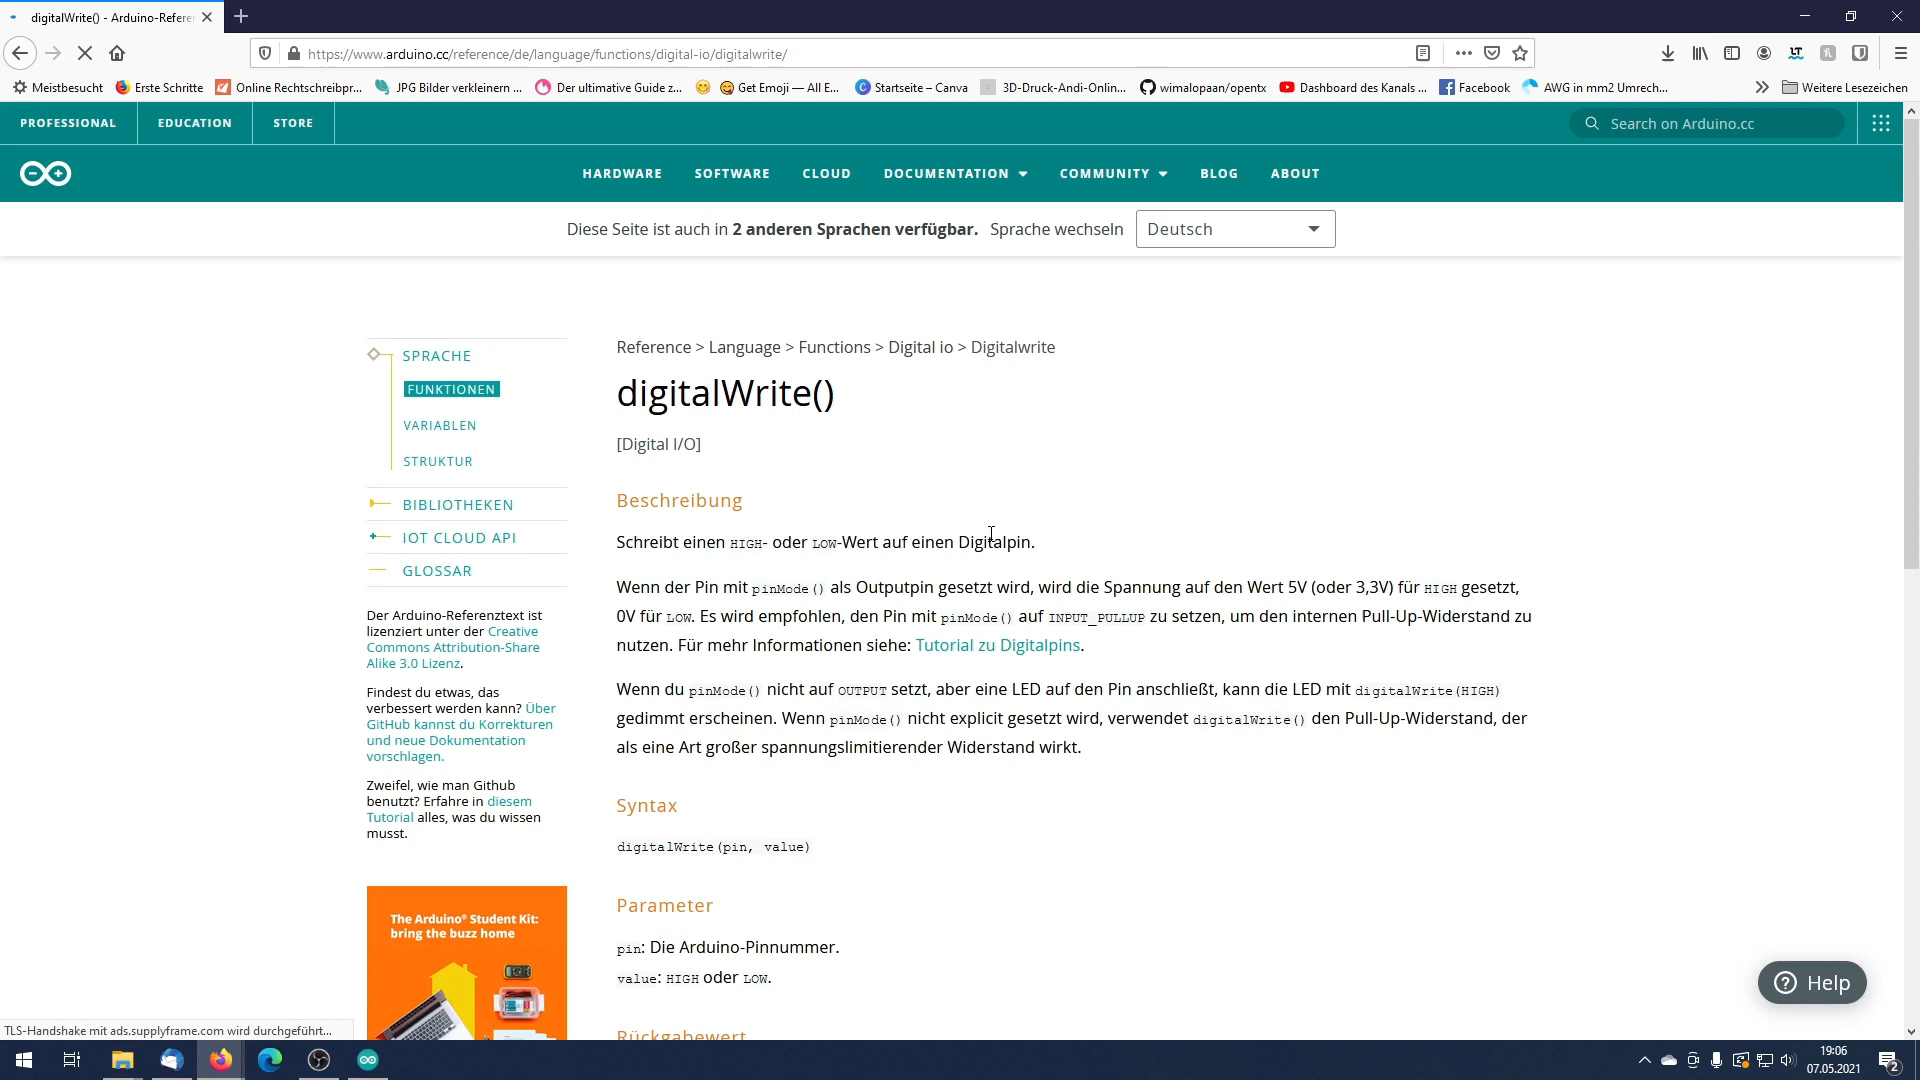 digitalWrite() - Arduino-Refere
https://www.arduino.cc/reference/de/language/functions/digital-io/digitalwrite/
Meistbesucht
Erste Schritte
Online Rechtschreibpr...
JPG Bilder verkleinern ...
Der ultimative Guide z...
Get Emoji — All E...
Startseite – Canva
3D-Druck-Andi-Onlin...
wimalopaan/opentx
Dashboard des Kanals ...
Facebook
AWG in mm2 Umrech...
Weitere Lesezeichen
PROFESSIONAL
EDUCATION
STORE
Search on Arduino.cc
HARDWARE
SOFTWARE
CLOUD
DOCUMENTATION
COMMUNITY
BLOG
ABOUT
Diese Seite ist auch in 2 anderen Sprachen verfügbar. Sprache wechseln
Deutsch
SPRACHE
FUNKTIONEN
VARIABLEN
STRUKTUR
BIBLIOTHEKEN
IOT CLOUD API
GLOSSAR
Der Arduino-Referenztext ist
lizenziert unter der Creative
Commons Attribution-Share
Alike 3.0 Lizenz.
Findest du etwas, das
verbessert werden kann? Über
GitHub kannst du Korrekturen
und neue Dokumentation
vorschlagen.
Zweifel, wie man Github
benutzt? Erfahre in diesem
Tutorial alles, was du wissen
musst.
The Arduino® Student Kit:
bring the buzz home
Reference > Language > Functions > Digital io > Digitalwrite
digitalWrite()
[Digital I/O]
Beschreibung
Schreibt einen HIGH- oder LOW-Wert auf einen Digitalpin.
Wenn der Pin mit pinMode() als Outputpin gesetzt wird, wird die Spannung auf den Wert 5V (oder 3,3V) für HIGH gesetzt,
0V für LOW. Es wird empfohlen, den Pin mit pinMode() auf INPUT_PULLUP zu setzen, um den internen Pull-Up-Widerstand zu
nutzen. Für mehr Informationen siehe: Tutorial zu Digitalpins.
Wenn du pinMode() nicht auf OUTPUT setzt, aber eine LED auf den Pin anschließt, kann die LED mit digitalWrite(HIGH)
gedimmt erscheinen. Wenn pinMode() nicht explicit gesetzt wird, verwendet digitalWrite() den Pull-Up-Widerstand, der
als eine Art großer spannungslimitierender Widerstand wirkt.
Syntax
digitalWrite(pin, value)
Parameter
pin: Die Arduino-Pinnummer.
value: HIGH oder LOW.
Rückgabewert
Help
TLS-Handshake mit ads.supplyframe.com wird durchgeführt...
19:06
07.05.2021
2